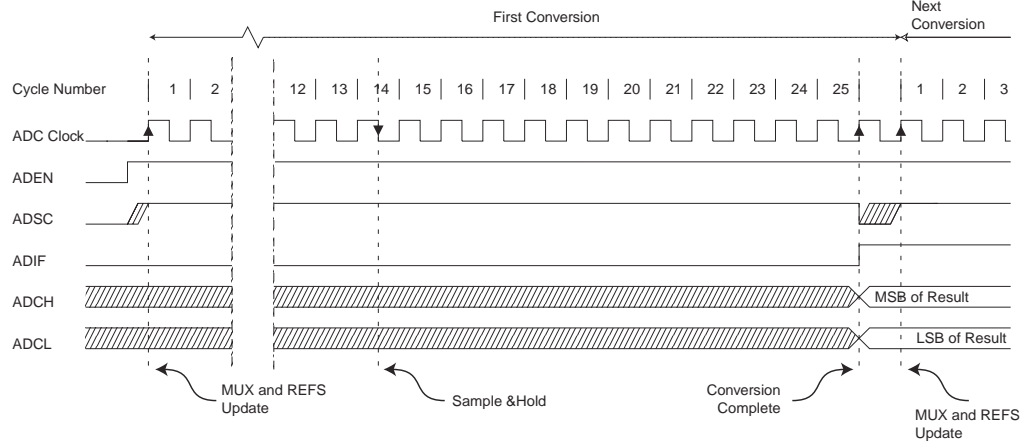 First Conversion
Next
Conversion
Cycle Number 1 2 12 13 14 15 16 17 18 19 20 21 22 23 24 25 1 2 3
ADC Clock
ADEN
ADSC
ADIF
ADCH MSB of Result
ADCL LSB of Result
MUX and REFS
Update
Sample &Hold
Conversion
Complete
MUX and REFS
Update